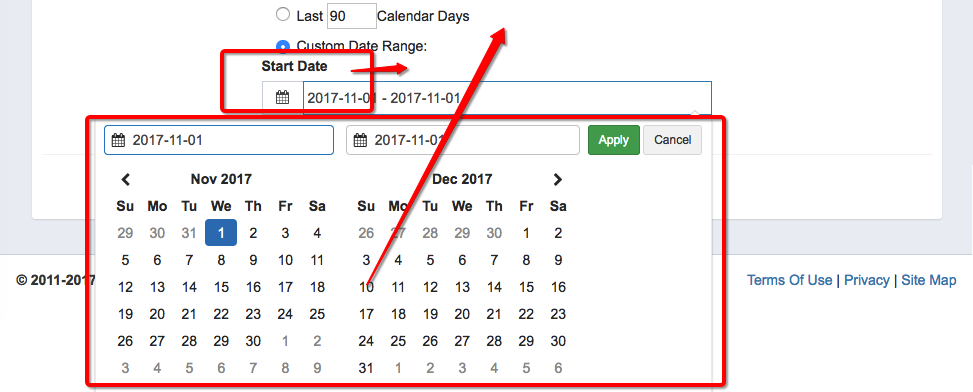 Last 90 Calendar Days
Custom Date Range:
Start Date
2017-11-01 - 2017-11-01
2017-11-01 2017-11-01 Apply Cancel
Nov 2017 Dec 2017
Su Mo Tu We Th Fr Sa Su Mo Tu We Th Fr Sa
29 30 31 1 2 3 4 26 27 28 29 30 1 2
5 6 7 8 9 10 11 3 4 5 6 7 8 9
© 2011-2017 Terms Of Use | Privacy | Site Map
12 13 14 15 16 17 18 10 11 12 13 14 15 16
19 20 21 22 23 24 25 17 18 19 20 21 22 23
26 27 28 29 30 1 2 24 25 26 27 28 29 30
3 4 5 6 7 8 9 31 1 2 3 4 5 6